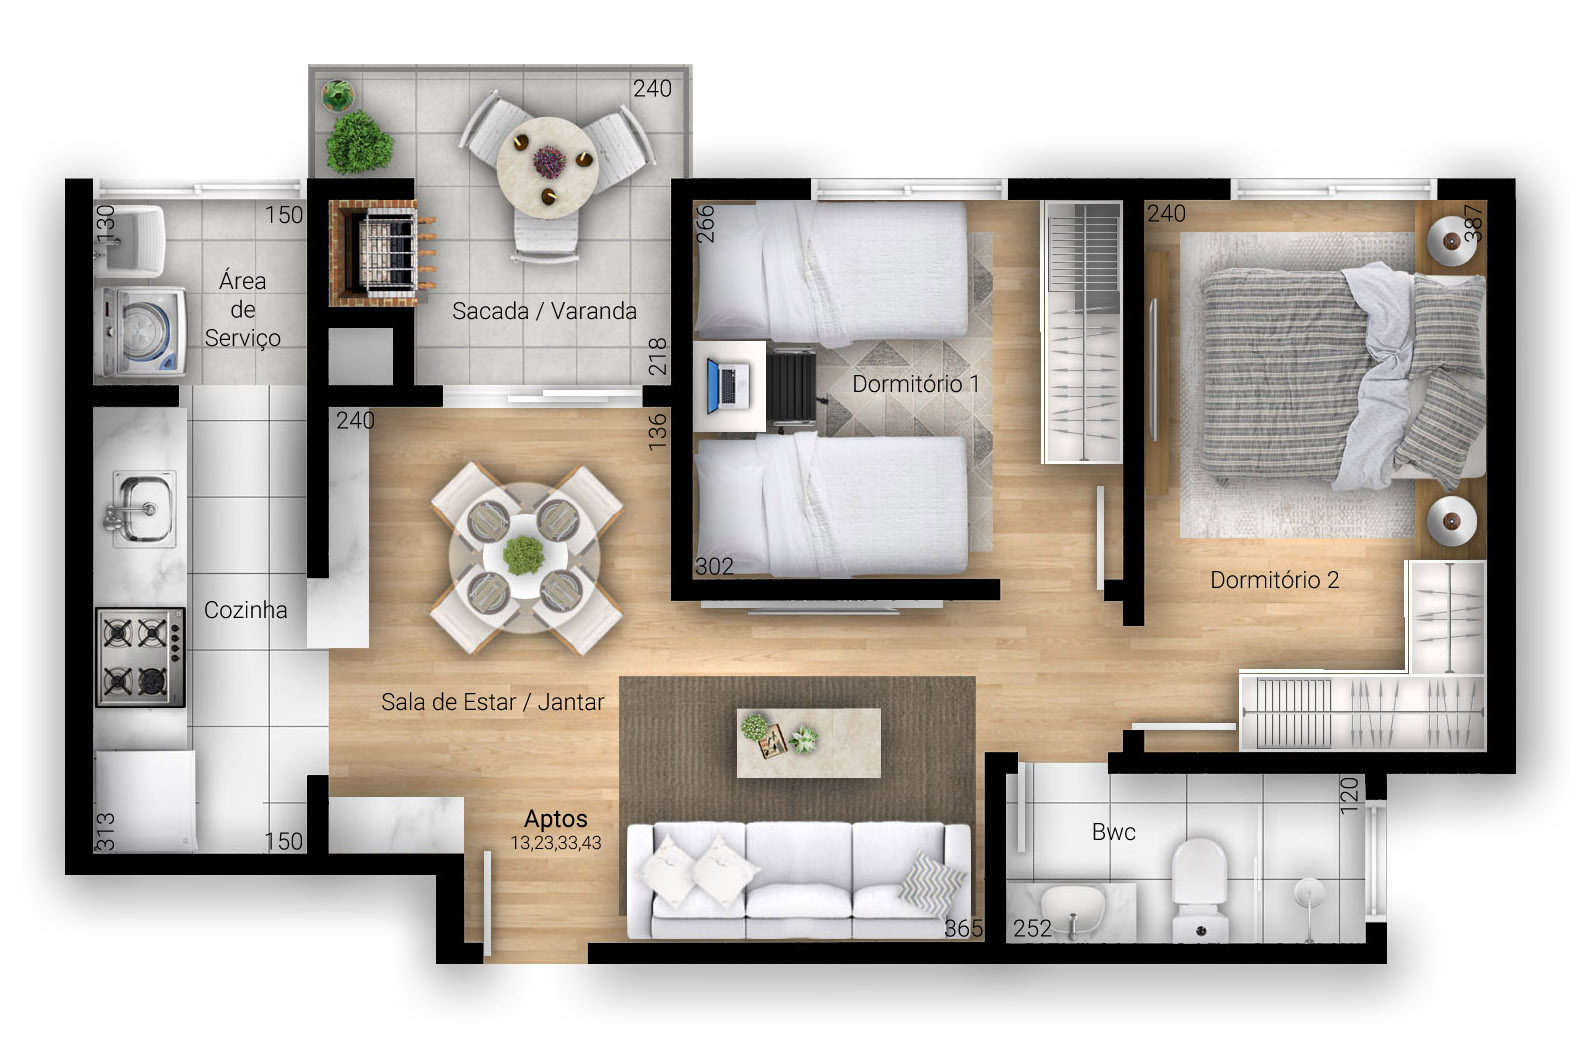 240
130
150
Área
de
Serviço
Sacada / Varanda
218
266
Dormitório 1
302
240
387
Dormitório 2
240
136
Cozinha
313
150
Sala de Estar / Jantar
Aptos
13,23,33,43
365
Bwc
120
252